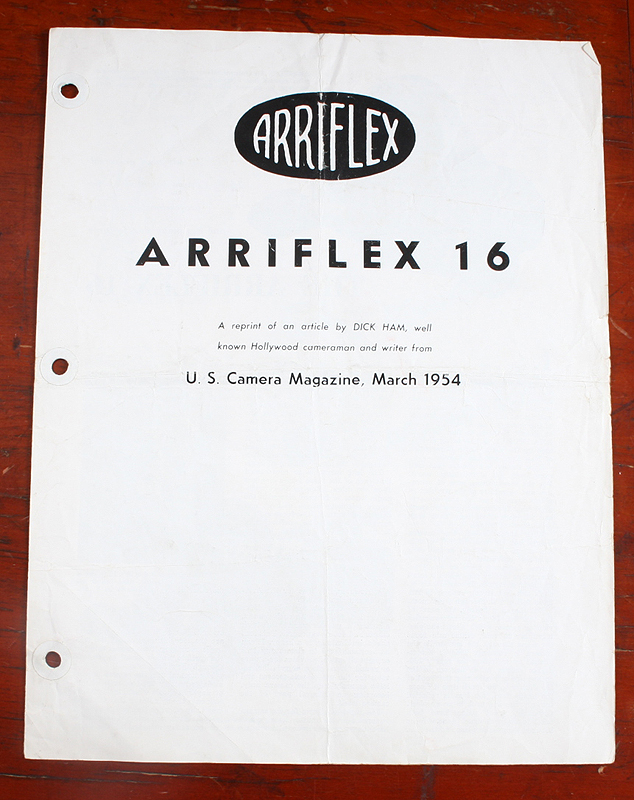 ARRIFLEX
ARRIFLEX 16
A reprint of an article by DICK HAM, well
known Hollywood cameraman and writer from
U. S. Camera Magazine, March 1954